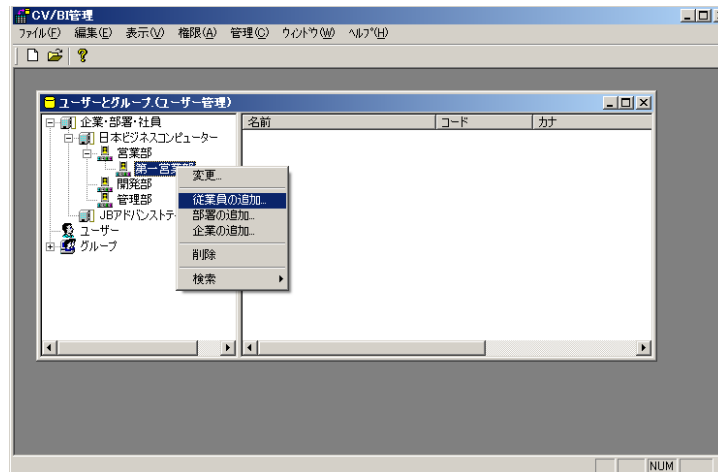 CV/BI管理
ファイル(F) 編集(E) 表示(V) 権限(A) 管理(C) ウィンドウ(W) ヘルプ(H)
ユーザーとグループ.(ユーザー管理)
企業・部署・社員
日本ビジネスコンピューター
営業部
第一営業部
開発部
管理部
JBアドバンストテ
ユーザー
グループ
名前 コード カナ
変更...
従業員の追加...
部署の追加...
企業の追加...
削除
検索
NUM